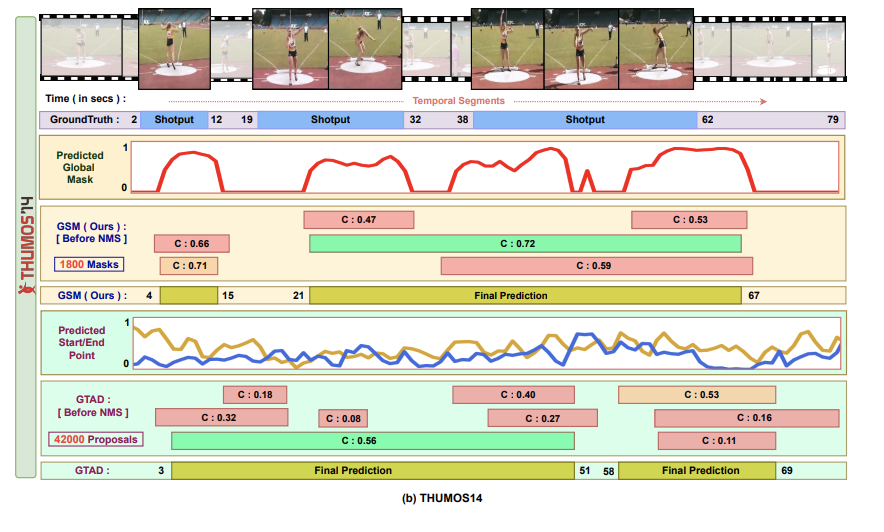 THUMOS'14
Time ( in secs ) :
Temporal Segments
GroundTruth : 2 Shotput 12 19 Shotput 32 38 Shotput 62 79
Predicted
Global
Mask
1
0
GSM ( Ours ) :
[ Before NMS ]
1800 Masks
C : 0.47 C : 0.53
C : 0.66 C : 0.72
C : 0.71 C : 0.59
GSM ( Ours ) : 4 15 21 Final Prediction 67
Predicted
Start/End
Point
1
0
GTAD :
[ Before NMS ]
42000 Proposals
C : 0.18 C : 0.40 C : 0.53
C : 0.32 C : 0.08 C : 0.27 C : 0.16
C : 0.56 C : 0.11
GTAD : 3 Final Prediction 51 58 Final Prediction 69
(b) THUMOS14